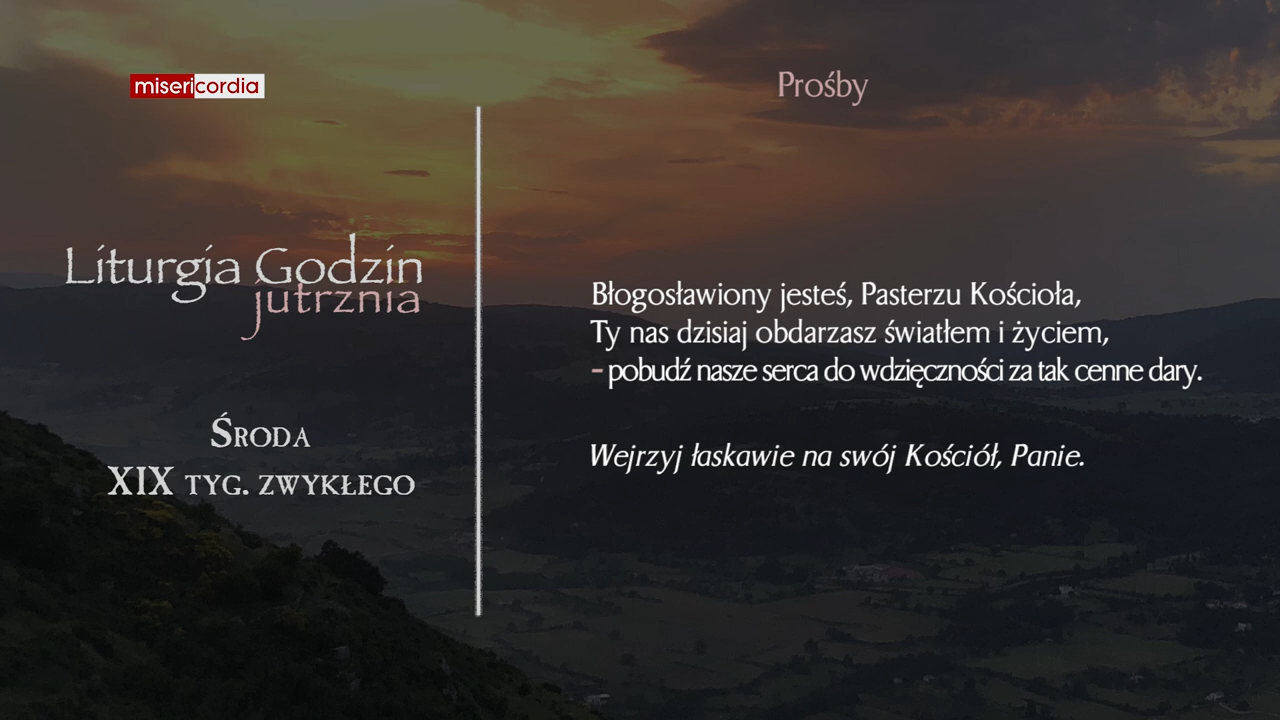 misericordia
Liturgia Godzin
jutrznia
Środa
XIX tyg. zwykłego
Prośby
Błogosławiony jesteś, Pasterzu Kościoła,
Ty nas dzisiaj obdarzasz światłem i życiem,
- pobudź nasze serca do wdzięczności za tak cenne dary.
Wejrzyj łaskawie na swój Kościół, Panie.